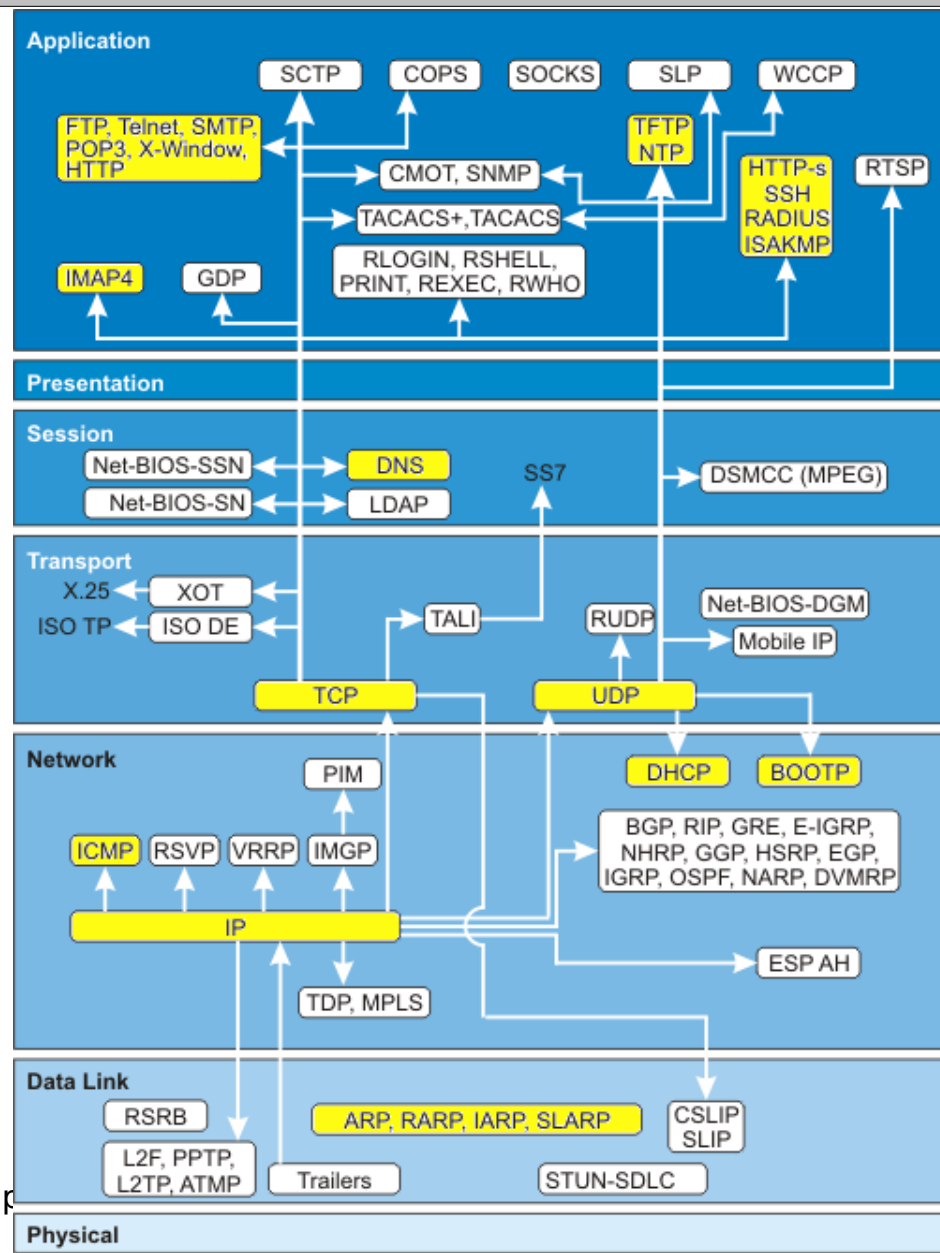 Application
SCTP
COPS
SOCKS
SLP
WCCP
FTP, Telnet, SMTP,
POP3, X-Window,
HTTP
TFTP
NTP
CMOT, SNMP
HTTP-s
SSH
RADIUS
ISAKMP
RTSP
TACACS+,TACACS
RLOGIN, RSHELL,
PRINT, REXEC, RWHO
IMAP4
GDP
Presentation
Session
Net-BIOS-SSN
DNS
SS7
DSMCC (MPEG)
Net-BIOS-SN
LDAP
Transport
X.25
XOT
ISO TP
ISO DE
TALI
RUDP
Net-BIOS-DGM
Mobile IP
TCP
UDP
Network
PIM
DHCP
BOOTP
ICMP
RSVP
VRRP
IMGP
BGP, RIP, GRE, E-IGRP,
NHRP, GGP, HSRP, EGP,
IGRP, OSPF, NARP, DVMRP
IP
ESP AH
TDP, MPLS
Data Link
RSRB
ARP, RARP, IARP, SLARP
CSLIP
SLIP
L2F, PPTP,
L2TP, ATMP
Trailers
STUN-SDLC
Physical